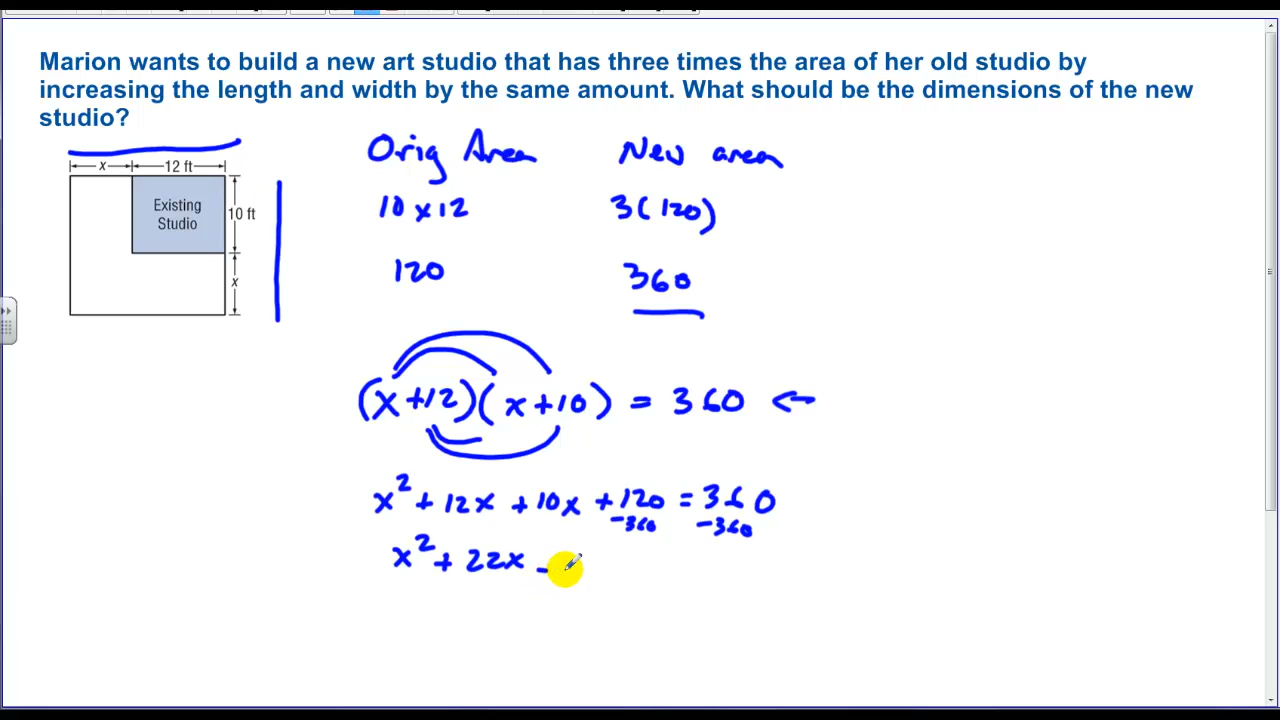 Marion wants to build a new art studio that has three times the area of her old studio by
increasing the length and width by the same amount. What should be the dimensions of the new
studio?
x 12 ft
Existing
Studio
10 ft
x
Orig Area New area
10 x 12 3(120)
120 360
(x+12)(x+10) = 360 ←
x² + 12x + 10x + 120 = 360
-360 -360
x² + 22x -